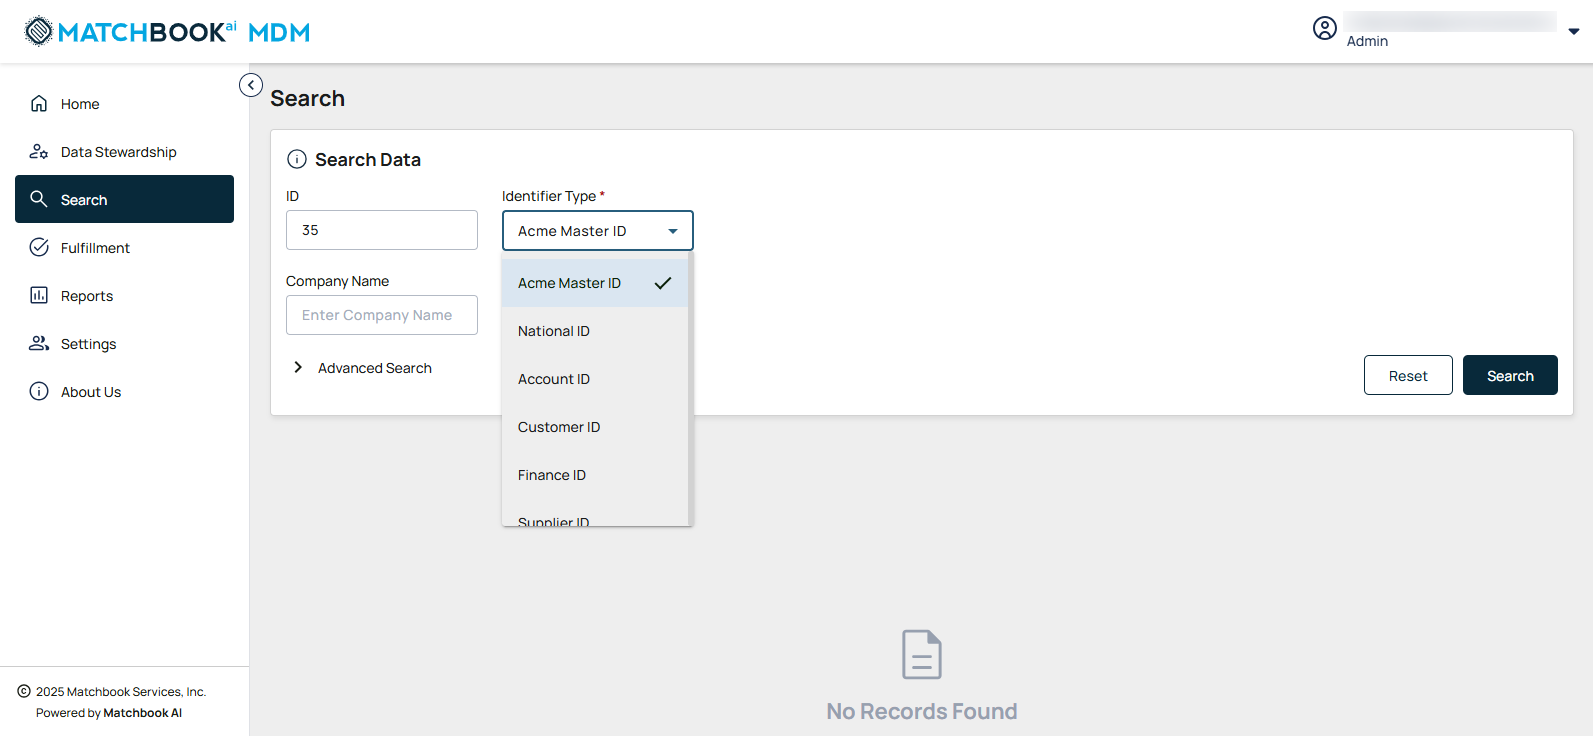 MATCHBOOKai MDM
Admin
Home
Data Stewardship
Search
Fulfillment
Reports
Settings
About Us
© 2025 Matchbook Services, Inc.
Powered by Matchbook AI
Search
Search Data
ID
Identifier Type *
35
Acme Master ID
Company Name
Enter Company Name
Advanced Search
Acme Master ID
National ID
Account ID
Customer ID
Finance ID
Supplier ID
Reset
Search
No Records Found